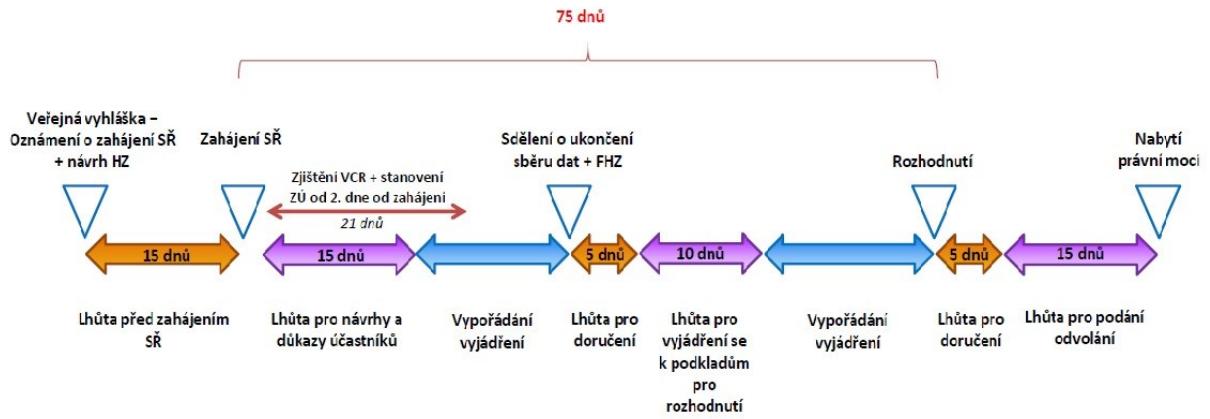 75 dnů
Veřejná vyhláška –
Oznámení o zahájení SŘ
+ návrh HZ
Zahájení SŘ
Zjištění VCR + stanovení
ZÚ od 2. dne od zahájení
21 dnů
Sdělení o ukončení
sběru dat + FHZ
Rozhodnutí
Nabytí
právní moci
15 dnů
15 dnů
5 dnů
10 dnů
5 dnů
15 dnů
Lhůta před zahájením
SŘ
Lhůta pro návrhy a
důkazy účastníků
Vypořádání
vyjádření
Lhůta pro
doručení
Lhůta pro
vyjádření se
k podkladům
pro
rozhodnutí
Vypořádání
vyjádření
Lhůta pro
doručení
Lhůta pro podání
odvolání